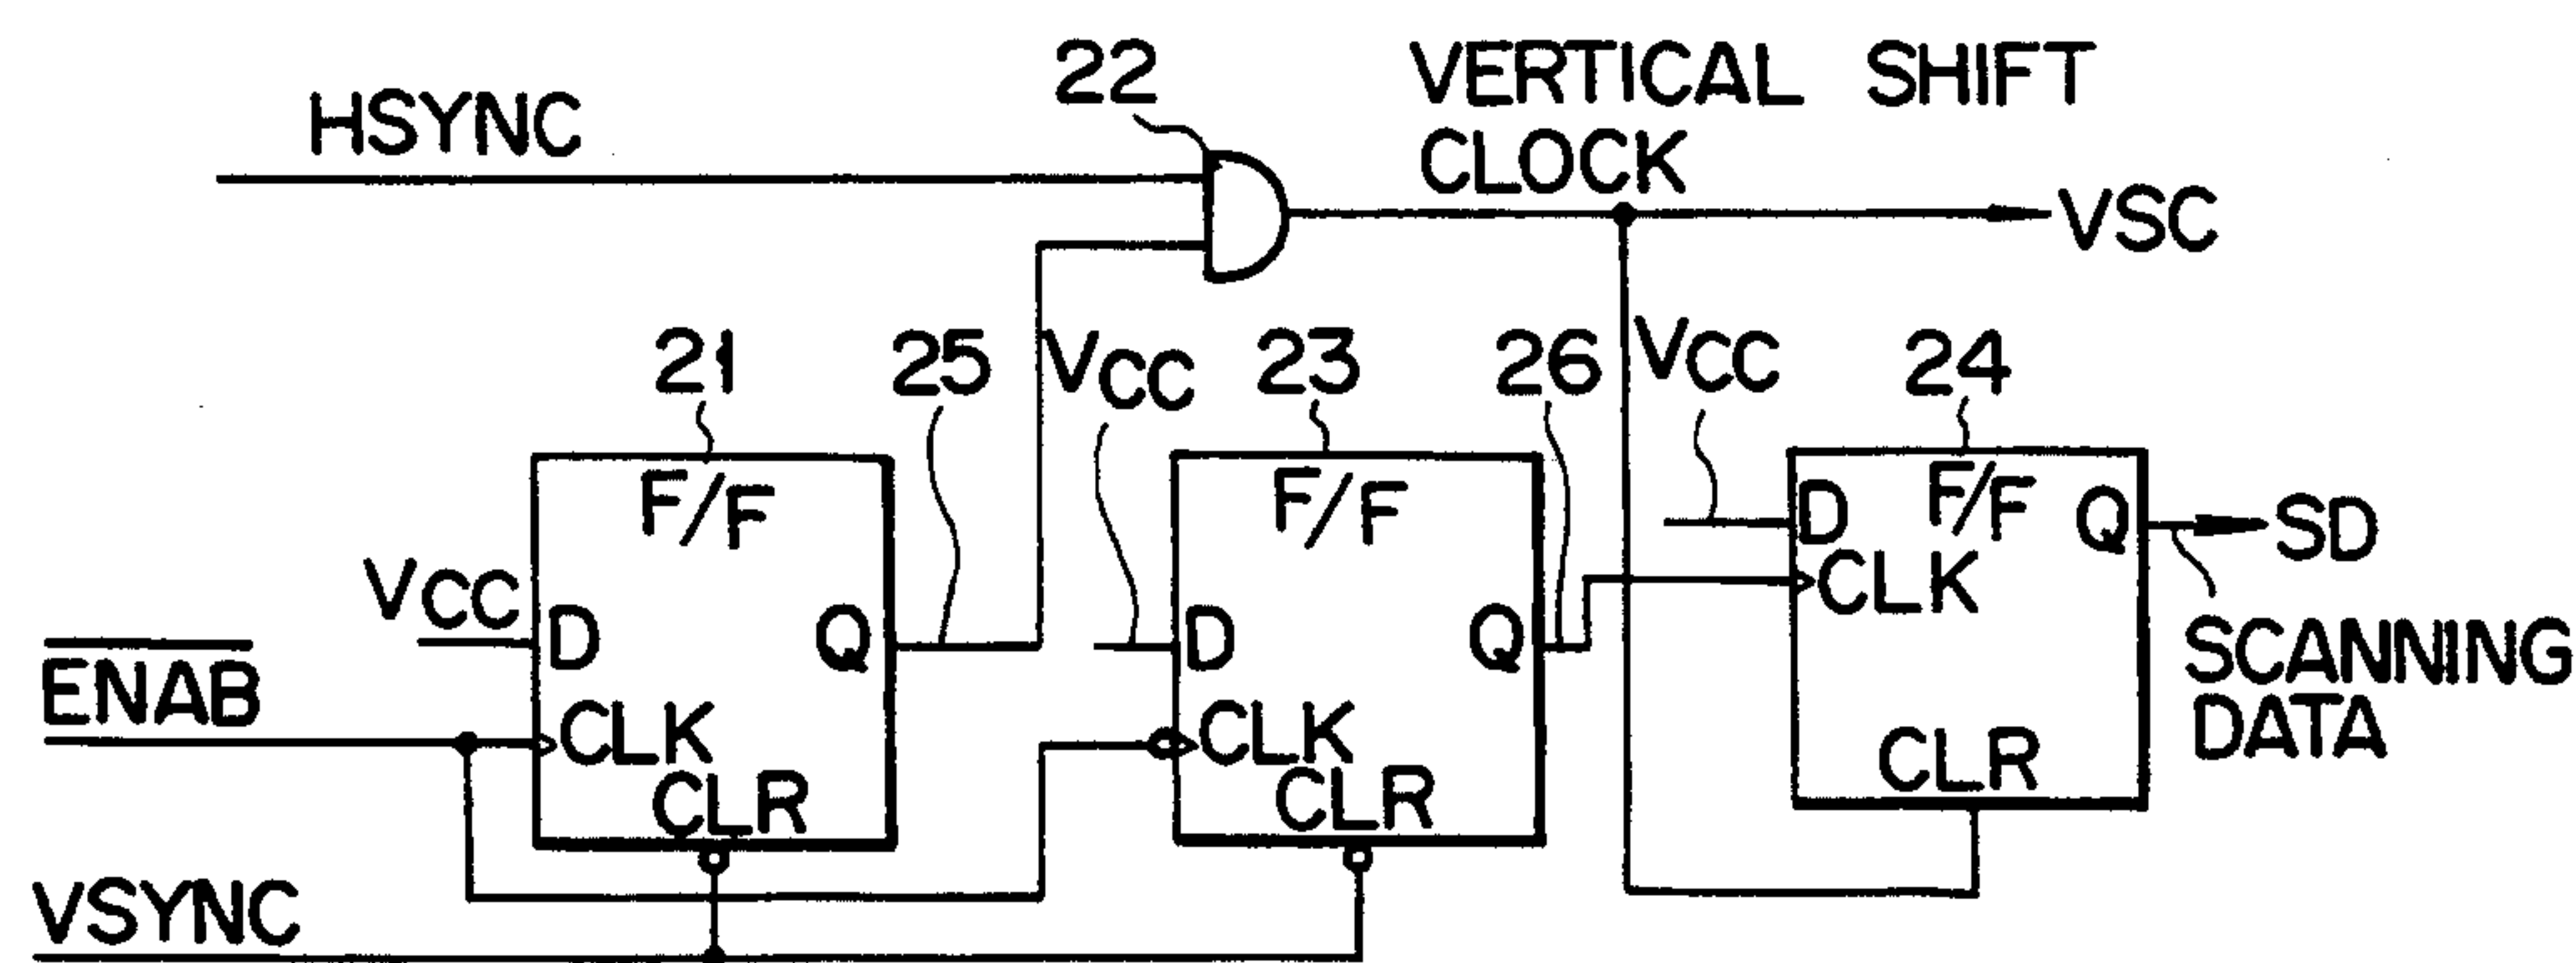 HSYNC
22
VERTICAL SHIFT
CLOCK
VSC
21
25
VCC
23
26
VCC
24
F/F
F/F
D F/F Q
SD
CLK
VCC
D Q
D Q
SCANNING
DATA
ENAB
CLK
CLR
CLK
CLR
CLR
VSYNC